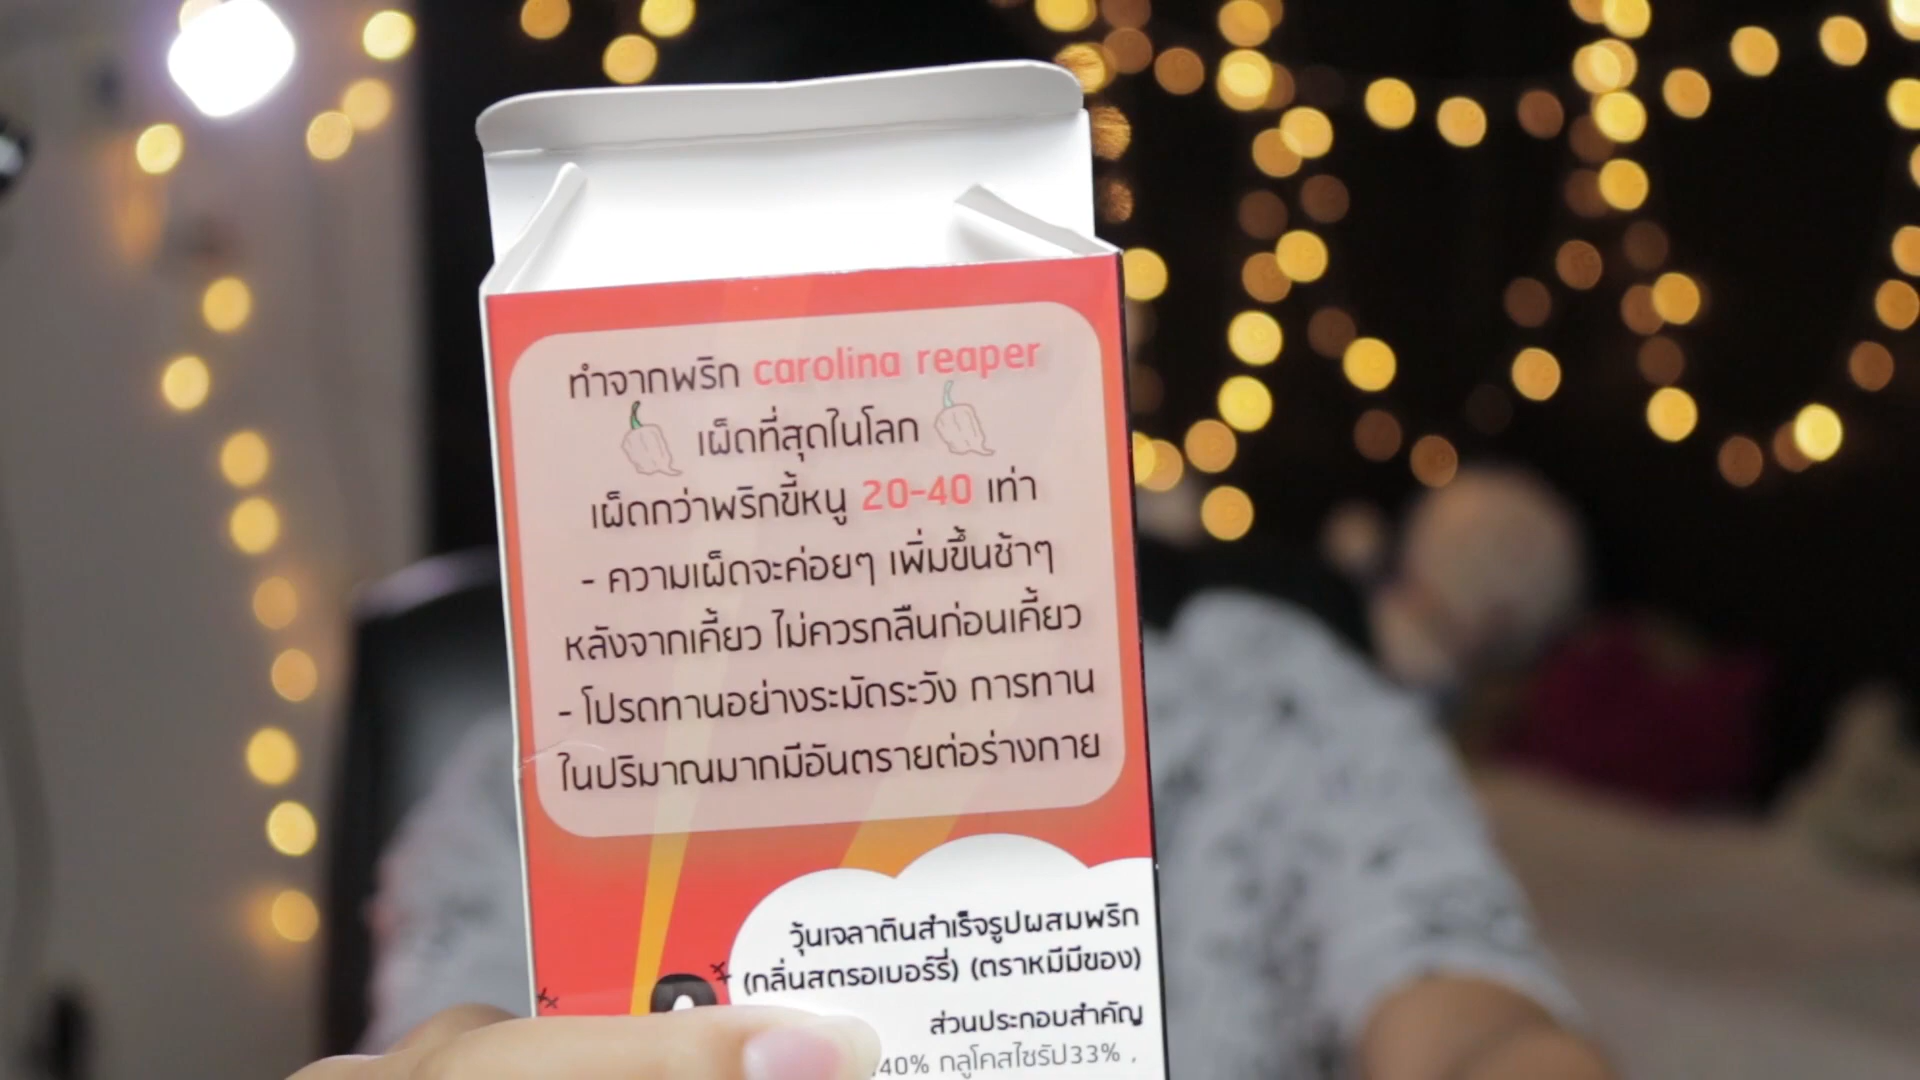 ทำจากพริก carolina reaper
เผ็ดที่สุดในโลก
เผ็ดกว่าพริกขี้หนู 20-40 เท่า
- ความเผ็ดจะค่อยๆ เพิ่มขึ้นช้าๆ
หลังจากเคี้ยว ไม่ควรกลืนก่อนเคี้ยว
- โปรดทานอย่างระมัดระวัง การทาน
ในปริมาณมากมีอันตรายต่อร่างกาย
วุ้นเจลาตินสำเร็จรูปผสมพริก
(กลิ่นสตรอเบอร์รี่) (ตราหมีมีของ)
ส่วนประกอบสำคัญ
40% กลูโคสไซรัป33% ,